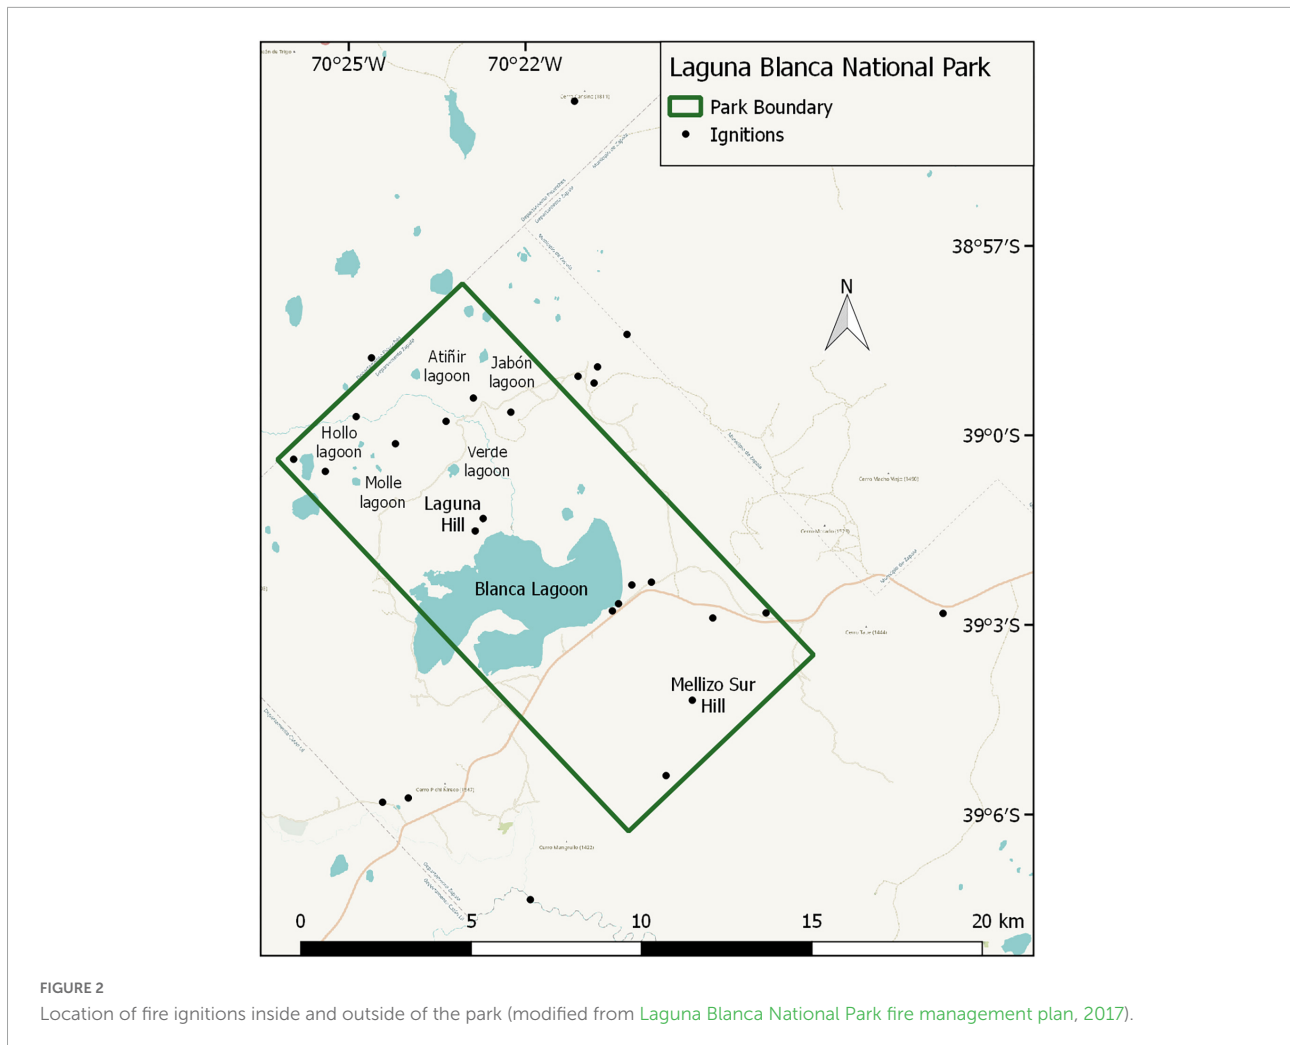 70°25'W
70°22'W
Laguna Blanca National Park
Park Boundary
Ignitions
38°57'S
N
Atiñir
lagoon
Jabón
lagoon
Hollo
lagoon
39°0'S
Verde
lagoon
Molle
lagoon
Laguna
Hill
Blanca Lagoon
39°3'S
Mellizo Sur
Hill
39°6'S
0 5 10 15 20 km
FIGURE 2
Location of fire ignitions inside and outside of the park (modified from Laguna Blanca National Park fire management plan, 2017).